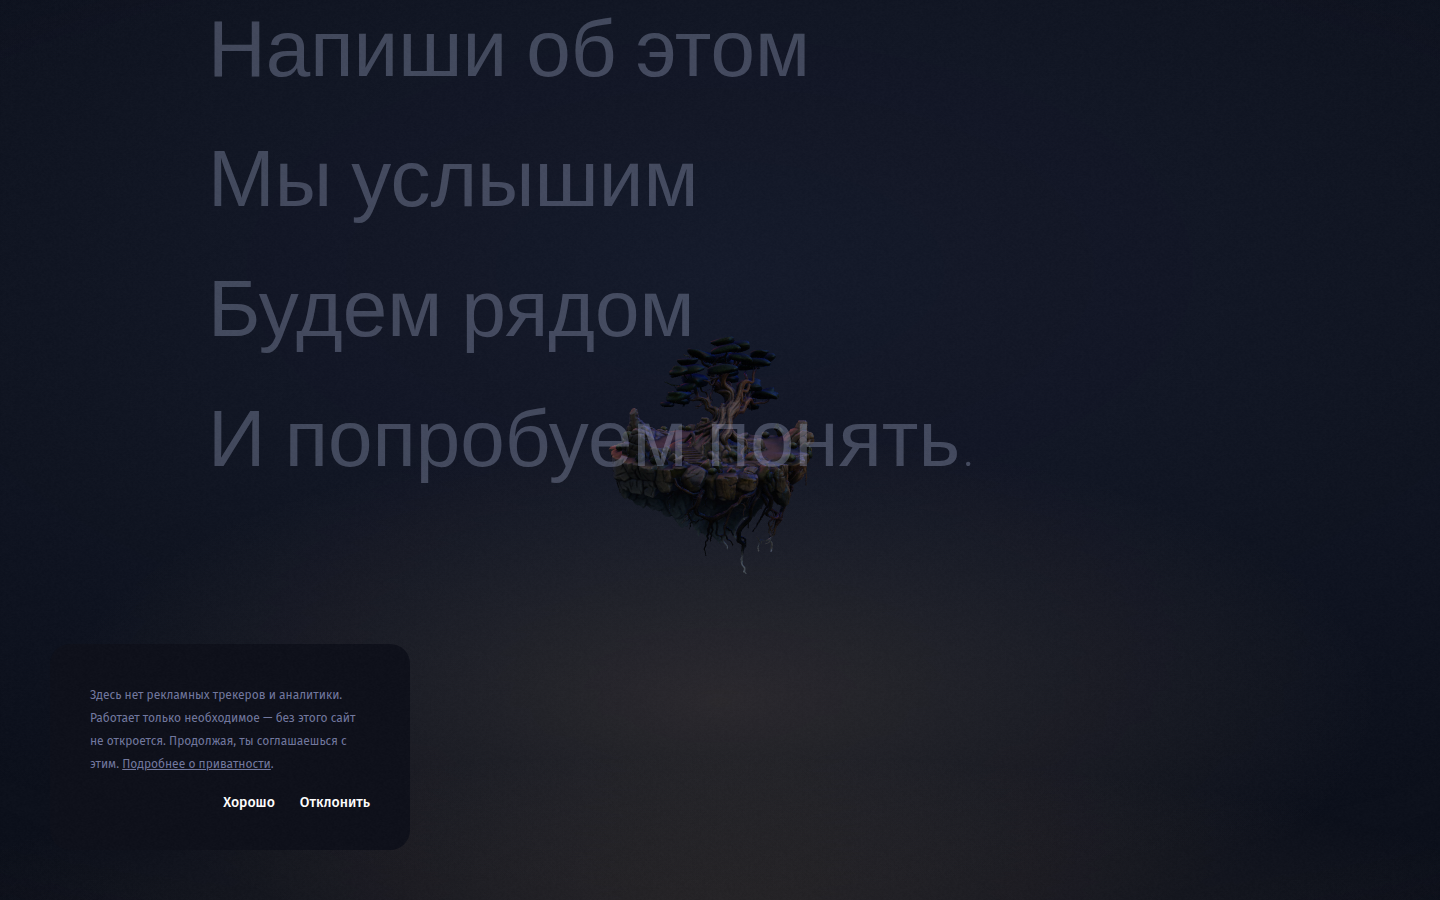 Напиши об этом
Мы услышим
Будем рядом
И попробуем понять.
Здесь нет рекламных трекеров и аналитики.
Работает только необходимое — без этого сайт
не откроется. Продолжая, ты соглашаешься с
этим. Подробнее о приватности.
Хорошо Отклонить